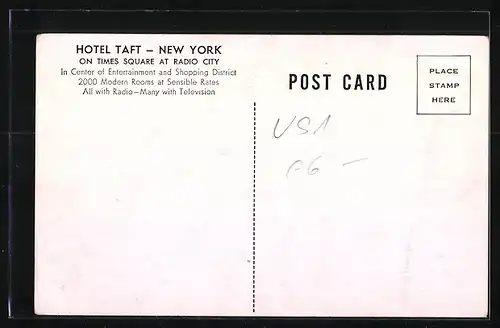 HOTEL TAFT – NEW YORK
ON TIMES SQUARE AT RADIO CITY
In Center of Entertainment and Shopping District
2000 Modern Rooms at Sensible Rates
All with Radio—Many with Television
POST CARD
PLACE
STAMP
HERE
USA